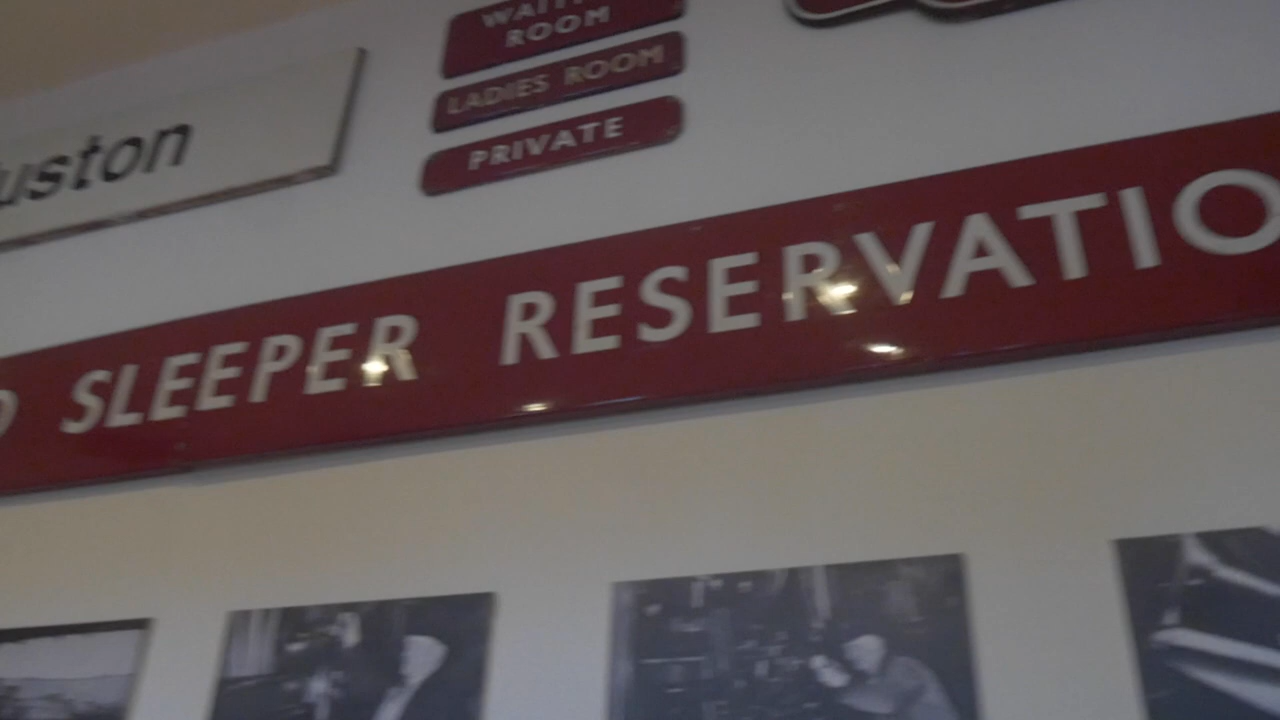 WAITING
ROOM
LADIES ROOM
PRIVATE
uston
SLEEPER RESERVATIO